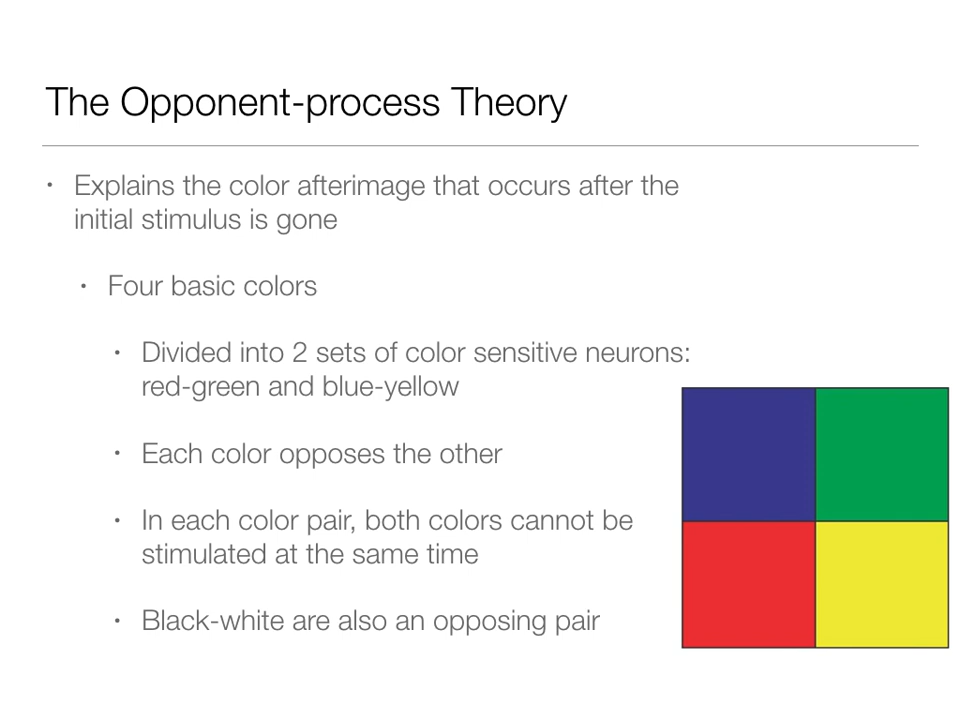 The Opponent-process Theory
• Explains the color afterimage that occurs after the
initial stimulus is gone
• Four basic colors
• Divided into 2 sets of color sensitive neurons:
red-green and blue-yellow
• Each color opposes the other
• In each color pair, both colors cannot be
stimulated at the same time
• Black-white are also an opposing pair